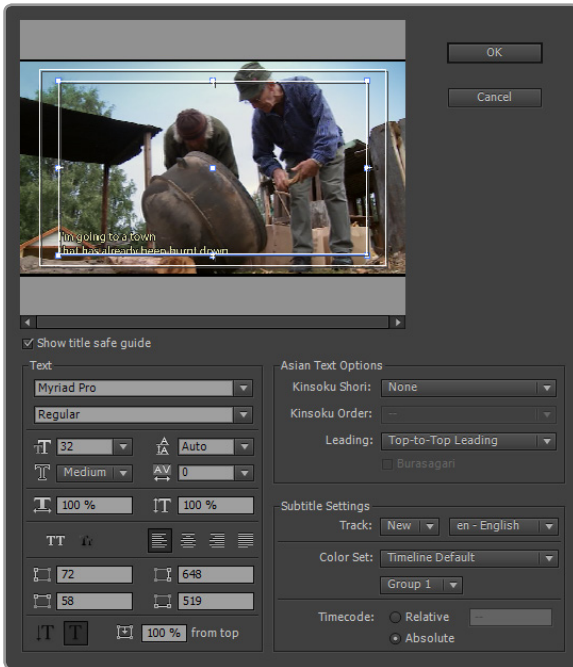 OK
Cancel
I'm going to a town
that has already been burnt down
Show title safe guide
Text
Myriad Pro
Regular
32 Auto
Medium 0
100 % 100 %
TT Tr
72 648
58 519
T T 100 % from top
Asian Text Options
Kinsoku Shori: None
Kinsoku Order: --
Leading: Top-to-Top Leading
Burasagari
Subtitle Settings
Track: New en - English
Color Set: Timeline Default
Group 1
Timecode: Relative --
Absolute